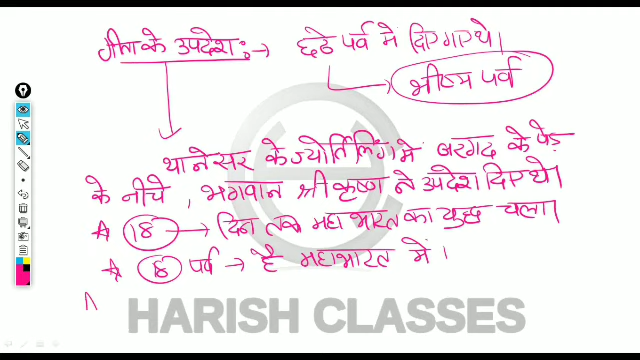 गीता के उपदेश :→ छठे पर्व मे दिए गए थे।
भीष्म पर्व
थानेसर के ज्योर्तिलिंग मे बरगद के पेड़
के नीचे, भगवान श्री कृष्ण ने उपदेश दिए थे।
* 18 → दिन तक महाभारत का युद्ध चला।
* 18 पर्व → है महाभारत में।
HARISH CLASSES